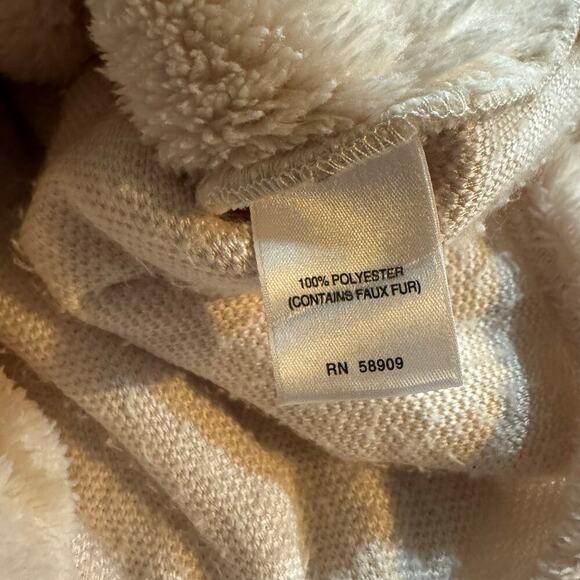 100% POLYESTER
(CONTAINS FAUX FUR)
RN 58909